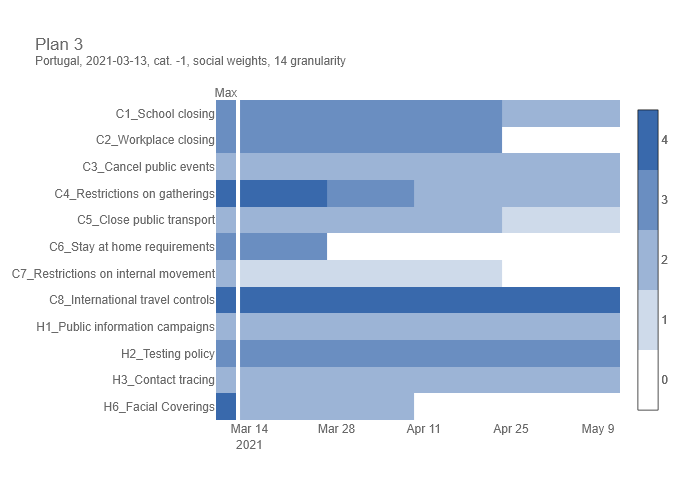 Plan 3
Portugal, 2021-03-13, cat. -1, social weights, 14 granularity
Max
C1_School closing
C2_Workplace closing
C3_Cancel public events
C4_Restrictions on gatherings
C5_Close public transport
C6_Stay at home requirements
C7_Restrictions on internal movement
C8_International travel controls
H1_Public information campaigns
H2_Testing policy
H3_Contact tracing
H6_Facial Coverings
Mar 14 Mar 28 Apr 11 Apr 25 May 9
2021
4
3
2
1
0